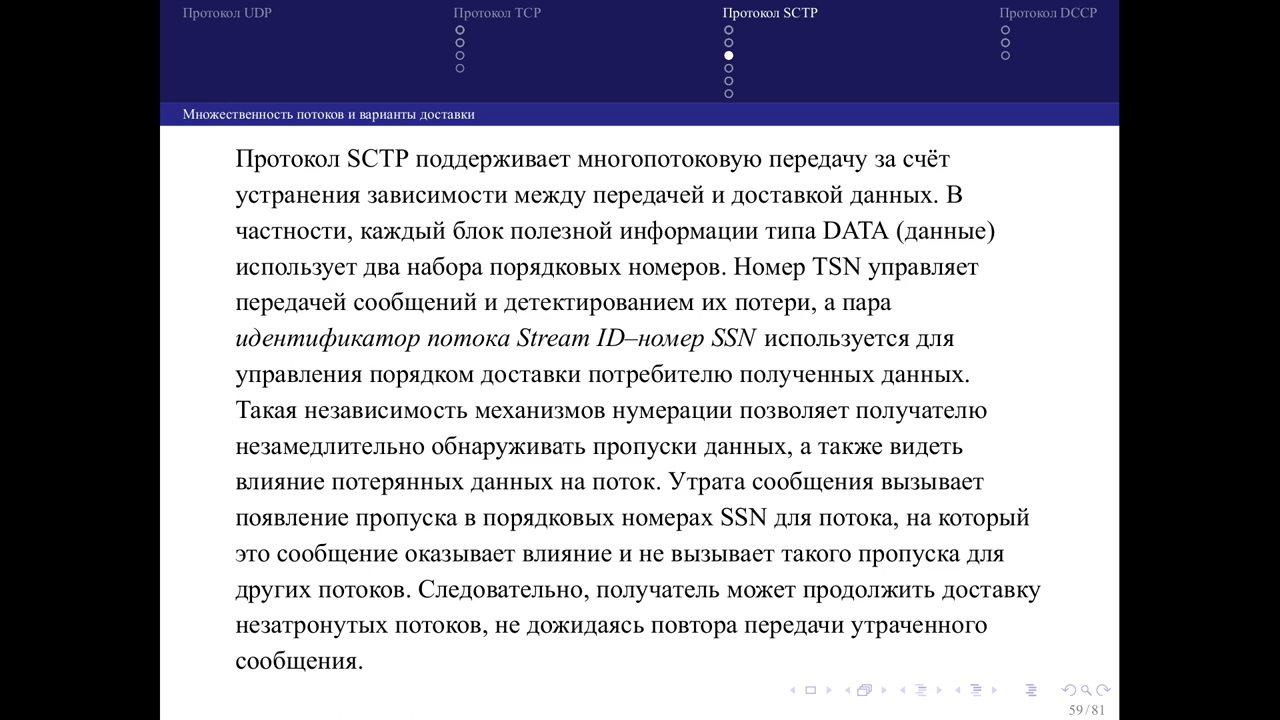 Протокол UDP Протокол TCP Протокол SCTP Протокол DCCP
Множественность потоков и варианты доставки
Протокол SCTP поддерживает многопотоковую передачу за счёт
устранения зависимости между передачей и доставкой данных. В
частности, каждый блок полезной информации типа DATA (данные)
использует два набора порядковых номеров. Номер TSN управляет
передачей сообщений и детектированием их потери, а пара
идентификатор потока Stream ID–номер SSN используется для
управления порядком доставки потребителю полученных данных.
Такая независимость механизмов нумерации позволяет получателю
незамедлительно обнаруживать пропуски данных, а также видеть
влияние потерянных данных на поток. Утрата сообщения вызывает
появление пропуска в порядковых номерах SSN для потока, на который
это сообщение оказывает влияние и не вызывает такого пропуска для
других потоков. Следовательно, получатель может продолжить доставку
незатронутых потоков, не дожидаясь повтора передачи утраченного
сообщения.
59 / 81